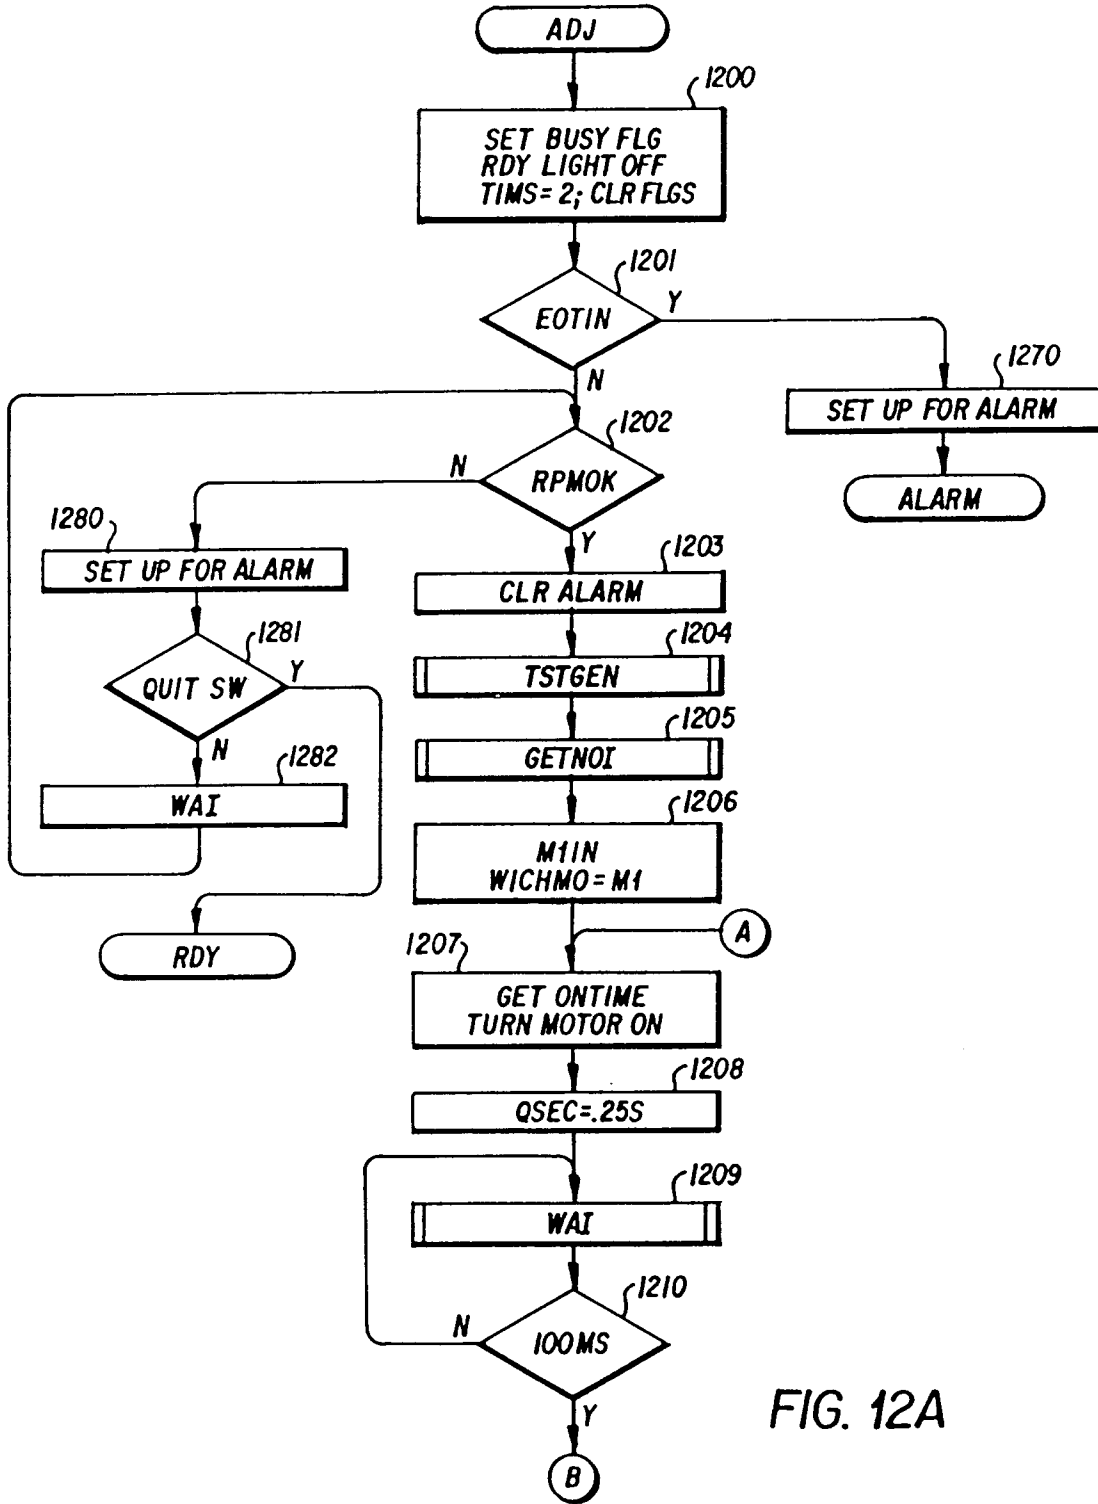 ADJ
1200
SET BUSY FLG
RDY LIGHT OFF
TIMS=2; CLR FLGS
1201
EOTIN
Y
N
1270
SET UP FOR ALARM
ALARM
1202
RPMOK
N
Y
1280
SET UP FOR ALARM
1281
QUIT SW
Y
N
1282
WAI
RDY
1203
CLR ALARM
1204
TSTGEN
1205
GETNOI
1206
M1IN
WICHMO=M1
A
1207
GET ONTIME
TURN MOTOR ON
1208
QSEC=.25S
1209
WAI
1210
100MS
N
Y
B
FIG. 12A